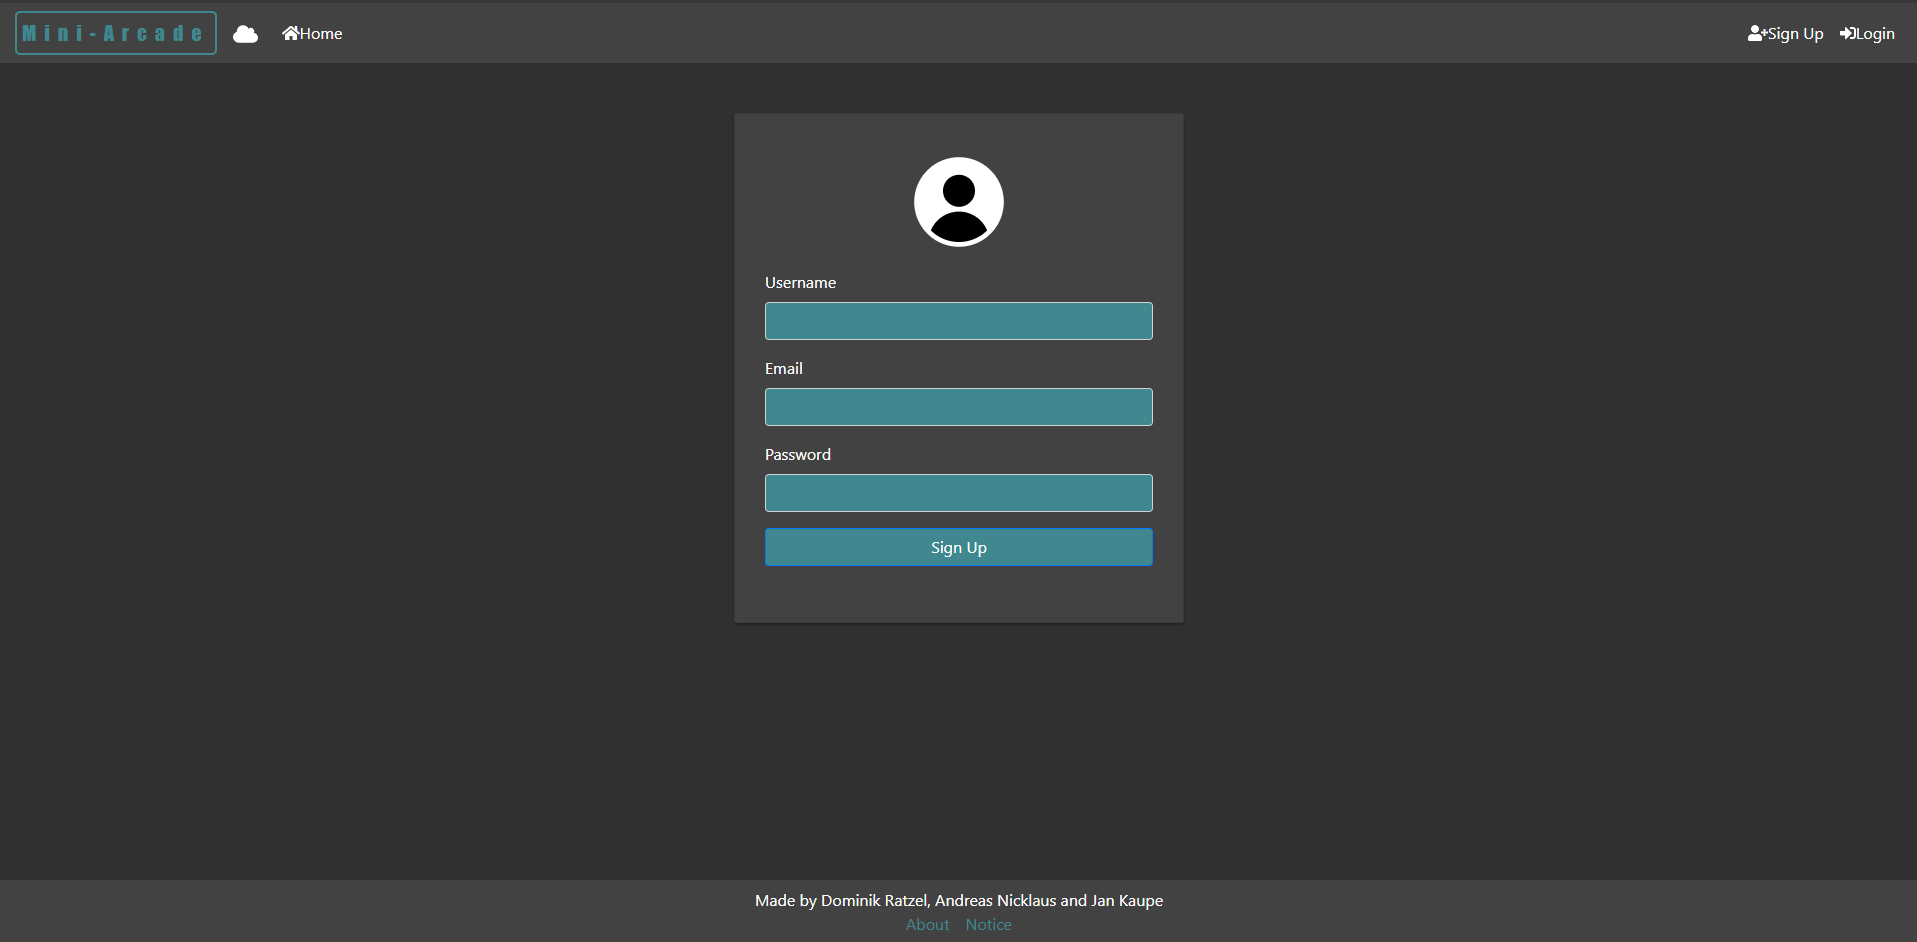 Mini-Arcade
Home
Sign Up
Login
Username
Email
Password
Sign Up
Made by Dominik Ratzel, Andreas Nicklaus and Jan Kaupe
About Notice